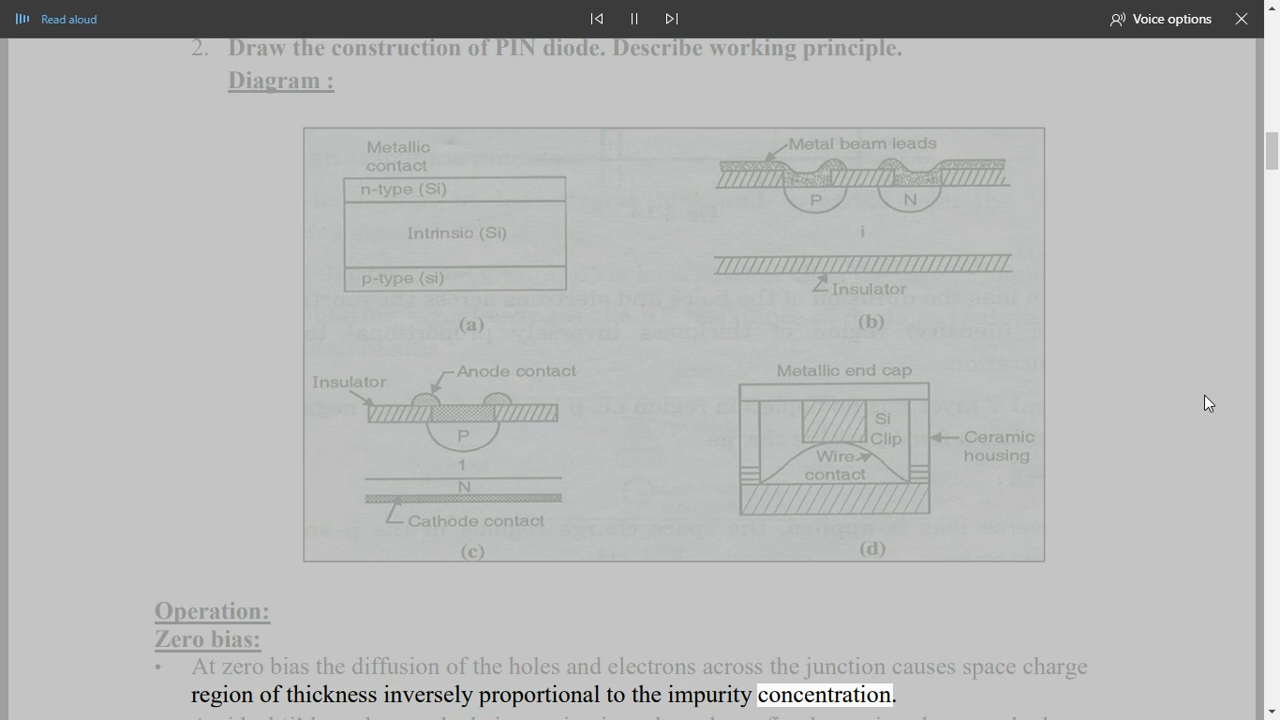 Read aloud
Voice options
2. Draw the construction of PIN diode. Describe working principle.
Diagram :
Metallic
contact
n-type (Si)
Intrinsic (Si)
p-type (si)
(a)
Metal beam leads
P N
i
Insulator
(b)
Insulator
Anode contact
P
1
N
Cathode contact
(c)
Metallic end cap
Si
Clip
Wire
contact
Ceramic
housing
(d)
Operation:
Zero bias:
• At zero bias the diffusion of the holes and electrons across the junction causes space charge
region of thickness inversely proportional to the impurity concentration.